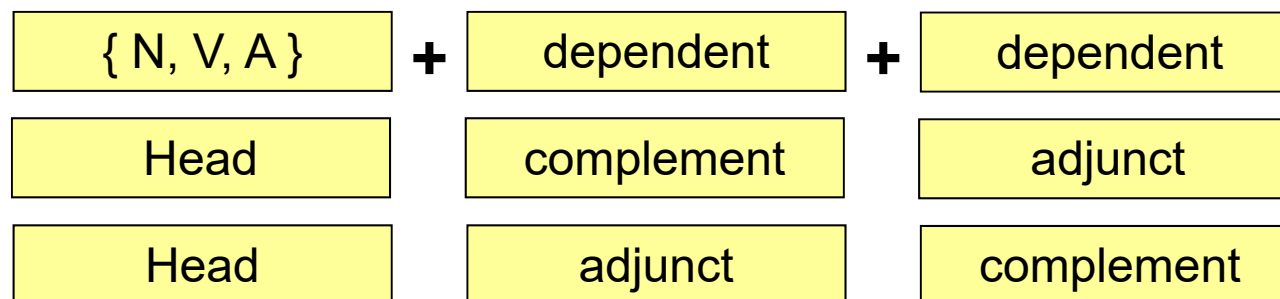 { N, V, A } + dependent + dependent
Head complement adjunct
Head adjunct complement